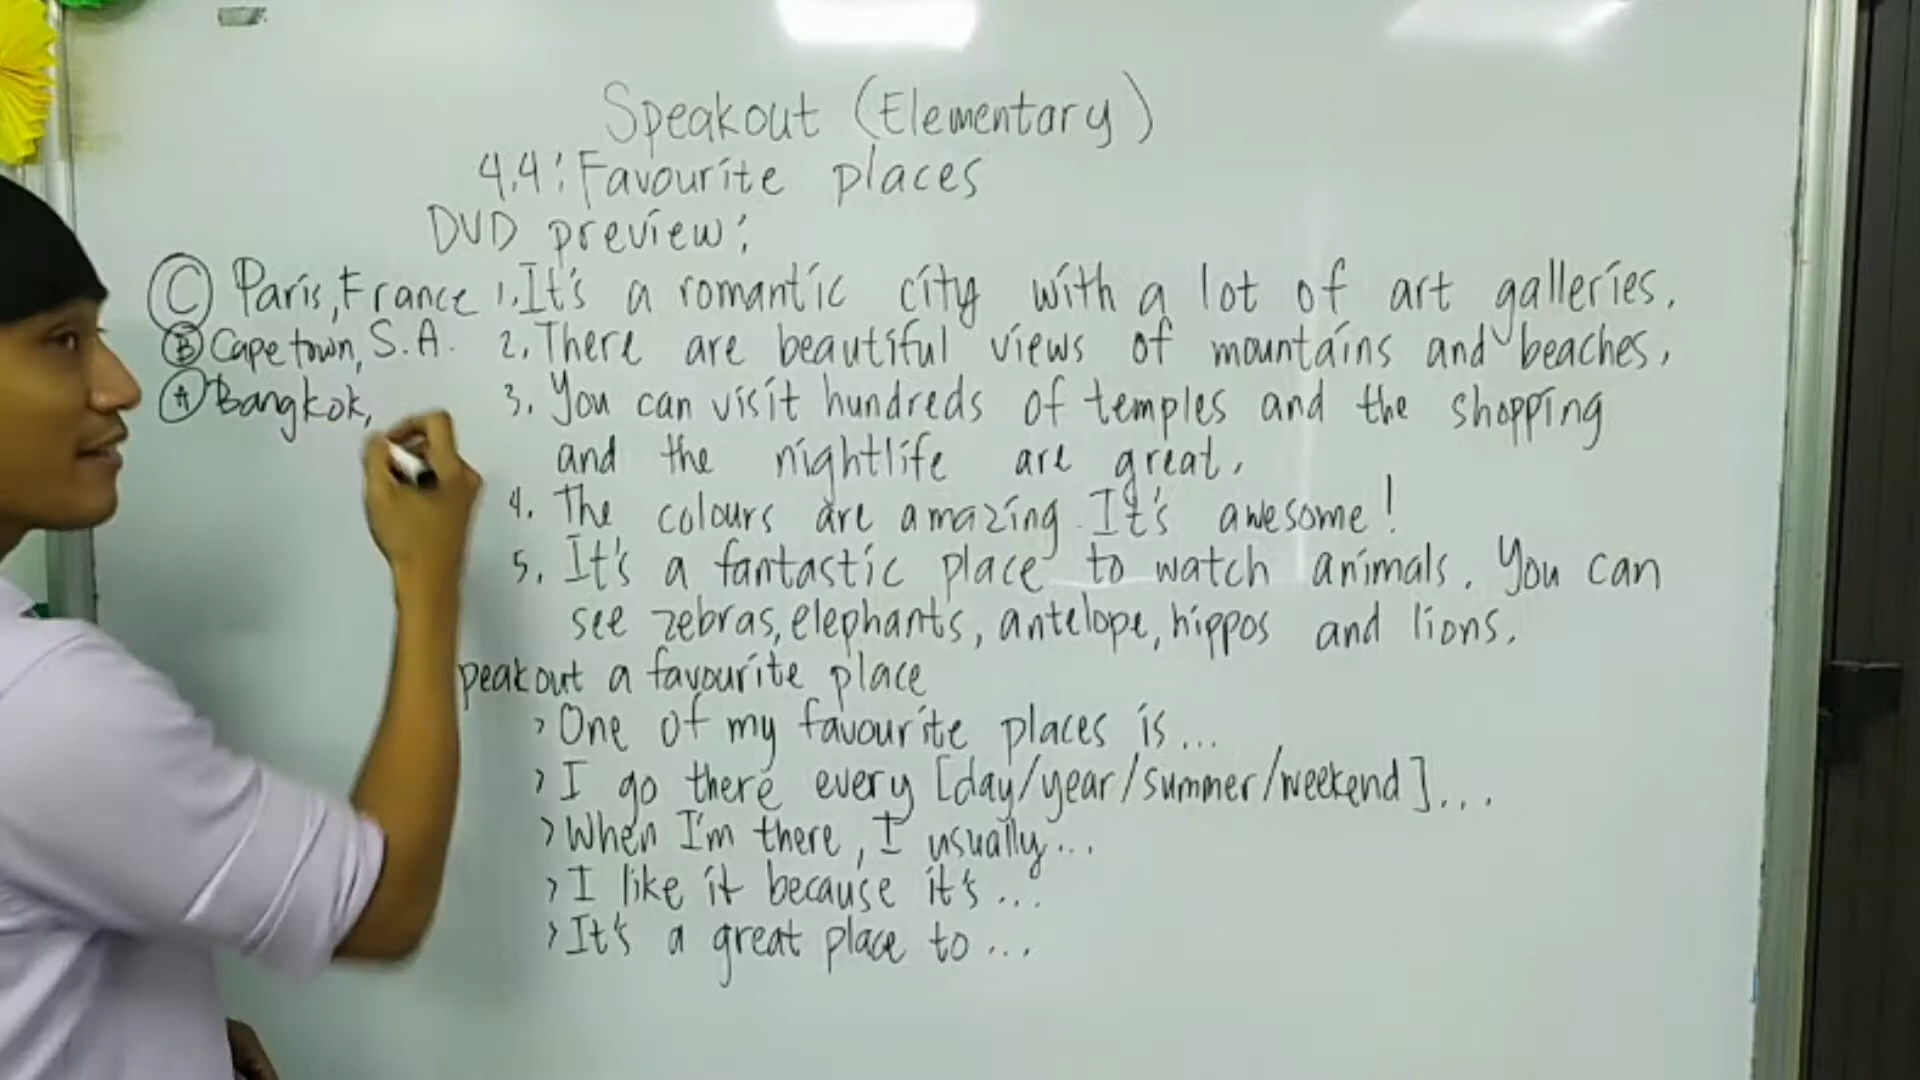 Speakout (Elementary)
4.4: Favourite places
DVD preview:
C Paris, France 1. It's a romantic city with a lot of art galleries.
B Cape town, S.A. 2. There are beautiful views of mountains and beaches.
A Bangkok, 3. You can visit hundreds of temples and the shopping
and the nightlife are great.
4. The colours are amazing. It's awesome!
5. It's a fantastic place to watch animals. You can
see zebras, elephants, antelope, hippos and lions.
peakout a favourite place
> One of my favourite places is...
> I go there every [day/year/summer/weekend]...
> When I'm there, I usually...
> I like it because it's...
> It's a great place to...